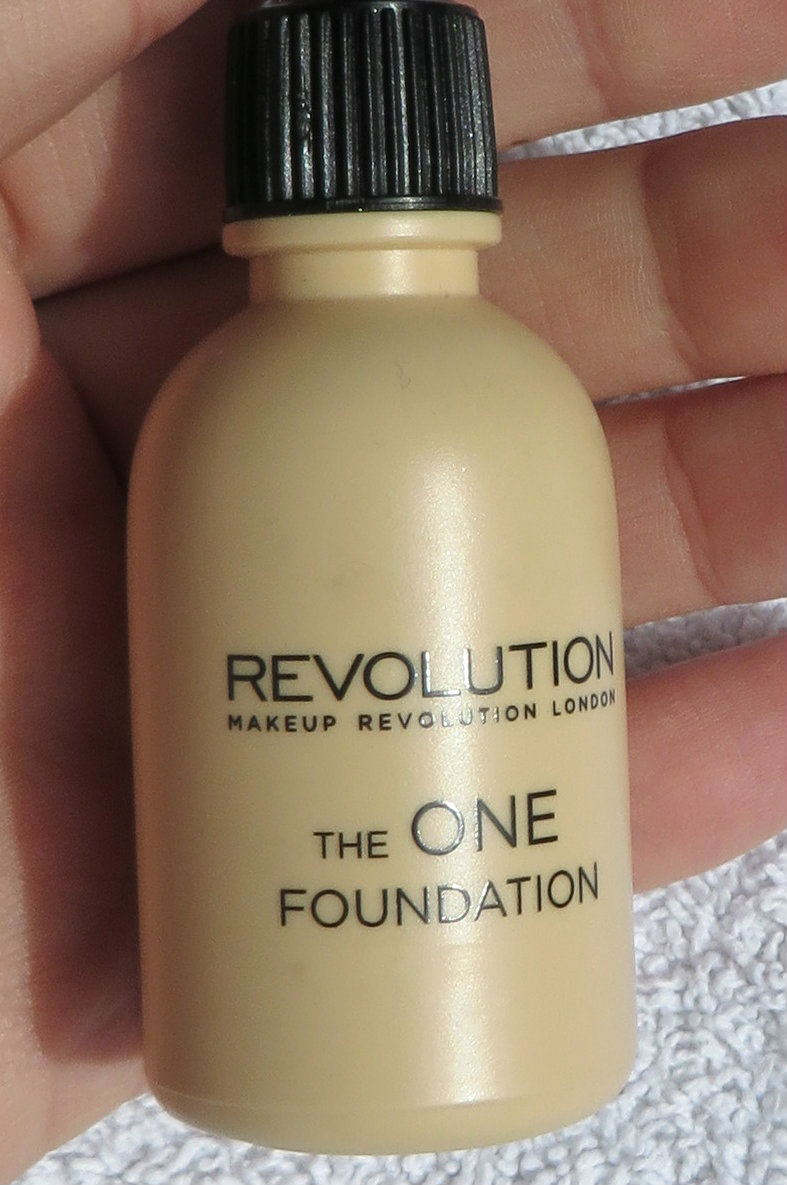 REVOLUTION
MAKEUP REVOLUTION LONDON
THE ONE
FOUNDATION